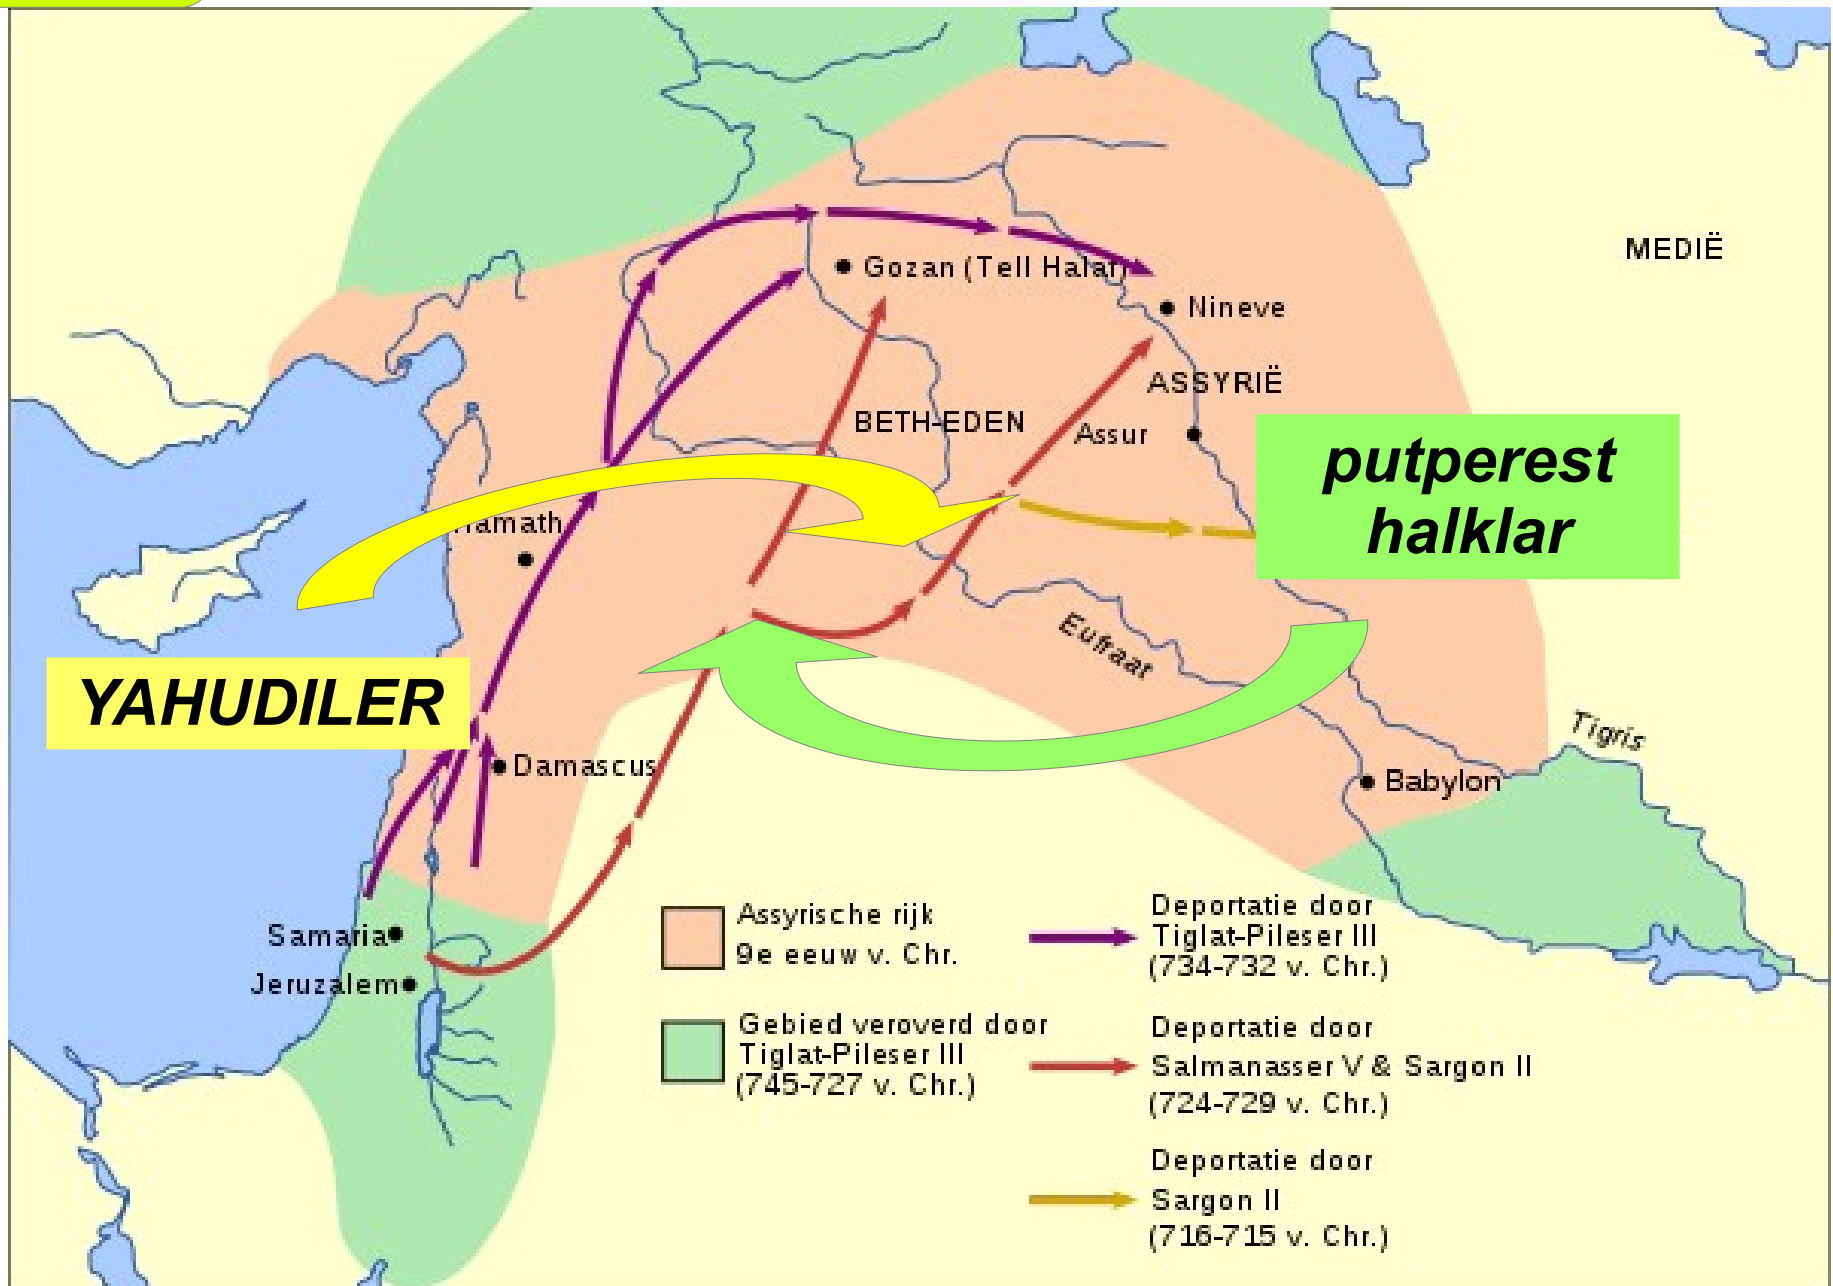 MEDIË
Gozan (Tell Halaf)
Nineve
ASSYRIË
BETH-EDEN
Assur
putperest
halklar
Hamath
Eufraat
YAHUDILER
Tigris
Damascus
Babylon
Samaria
Jeruzalem
Assyrische rijk
9e eeuw v. Chr.
Gebied veroverd door
Tiglat-Pileser III
(745-727 v. Chr.)
Deportatie door
Tiglat-Pileser III
(734-732 v. Chr.)
Deportatie door
Salmanasser V & Sargon II
(724-729 v. Chr.)
Deportatie door
Sargon II
(716-715 v. Chr.)